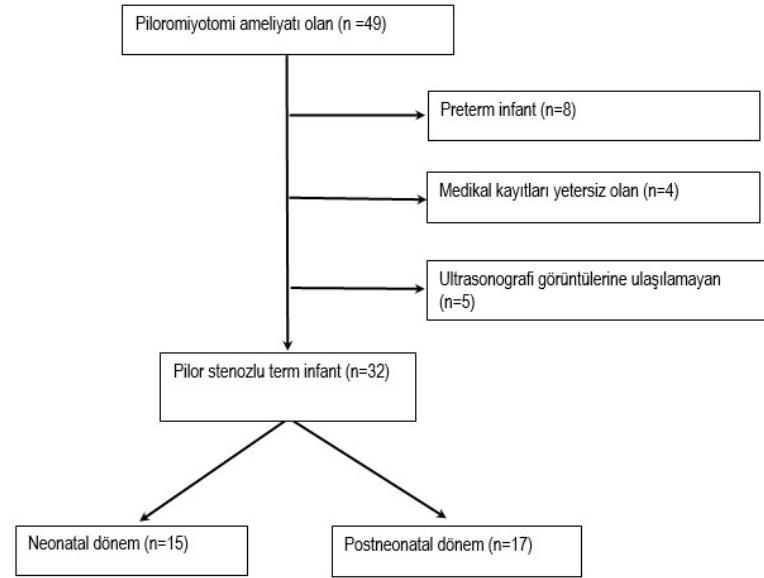 Piloromiyotomi ameliyatı olan (n =49)
Preterm infant (n=8)
Medikal kayıtları yetersiz olan (n=4)
Ultrasonografi görüntülerine ulaşılamayan
(n=5)
Pilor stenozlu term infant (n=32)
Neonatal dönem (n=15)
Postneonatal dönem (n=17)